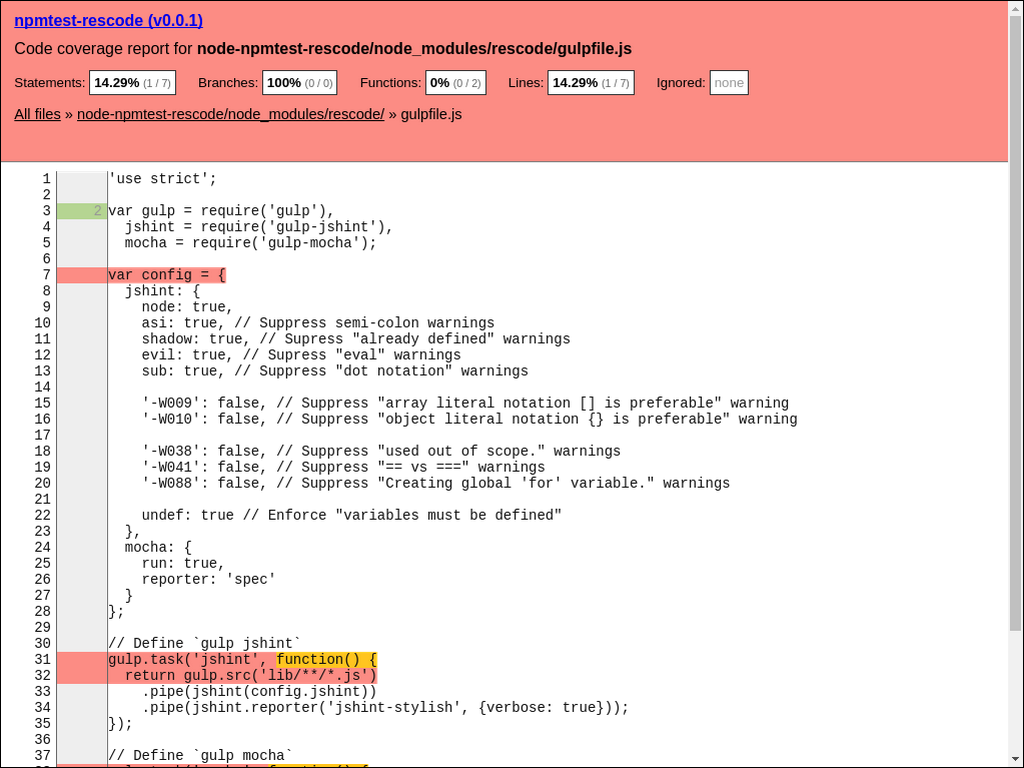 npmtest-rescode (v0.0.1)
Code coverage report for node-npmtest-rescode/node_modules/rescode/gulpfile.js
Statements: 14.29% (1 / 7) Branches: 100% (0 / 0) Functions: 0% (0 / 2) Lines: 14.29% (1 / 7) Ignored: none
All files » node-npmtest-rescode/node_modules/rescode/ » gulpfile.js
1 'use strict';
2
3 2 var gulp = require('gulp'),
4 jshint = require('gulp-jshint'),
5 mocha = require('gulp-mocha');
6
7 var config = {
8 jshint: {
9 node: true,
10 asi: true, // Suppress semi-colon warnings
11 shadow: true, // Supress "already defined" warnings
12 evil: true, // Supress "eval" warnings
13 sub: true, // Suppress "dot notation" warnings
14
15 '-W009': false, // Suppress "array literal notation [] is preferable" warning
16 '-W010': false, // Suppress "object literal notation {} is preferable" warning
17
18 '-W038': false, // Suppress "used out of scope." warnings
19 '-W041': false, // Suppress "== vs ===" warnings
20 '-W088': false, // Suppress "Creating global 'for' variable." warnings
21
22 undef: true // Enforce "variables must be defined"
23 },
24 mocha: {
25 run: true,
26 reporter: 'spec'
27 }
28 };
29
30 // Define `gulp jshint`
31 gulp.task('jshint', function() {
32 return gulp.src('lib/**/*.js')
33 .pipe(jshint(config.jshint))
34 .pipe(jshint.reporter('jshint-stylish', {verbose: true}));
35 });
36
37 // Define `gulp mocha`